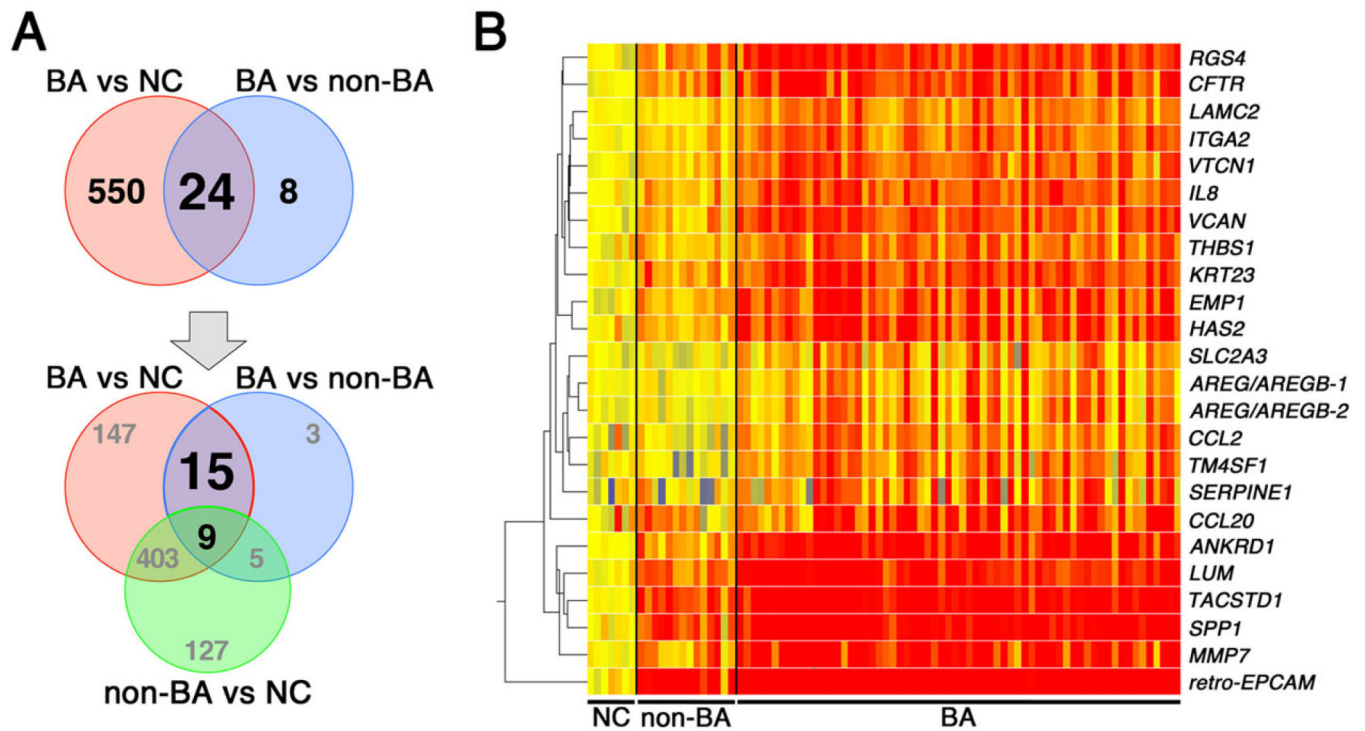 A
BA vs NC
BA vs non-BA
550
24
8
BA vs NC
BA vs non-BA
147
15
3
9
403
5
127
non-BA vs NC
B
RGS4
CFTR
LAMC2
ITGA2
VTCN1
IL8
VCAN
THBS1
KRT23
EMP1
HAS2
SLC2A3
AREG/AREGB-1
AREG/AREGB-2
CCL2
TM4SF1
SERPINE1
CCL20
ANKRD1
LUM
TACSTD1
SPP1
MMP7
retro-EPCAM
NC
non-BA
BA